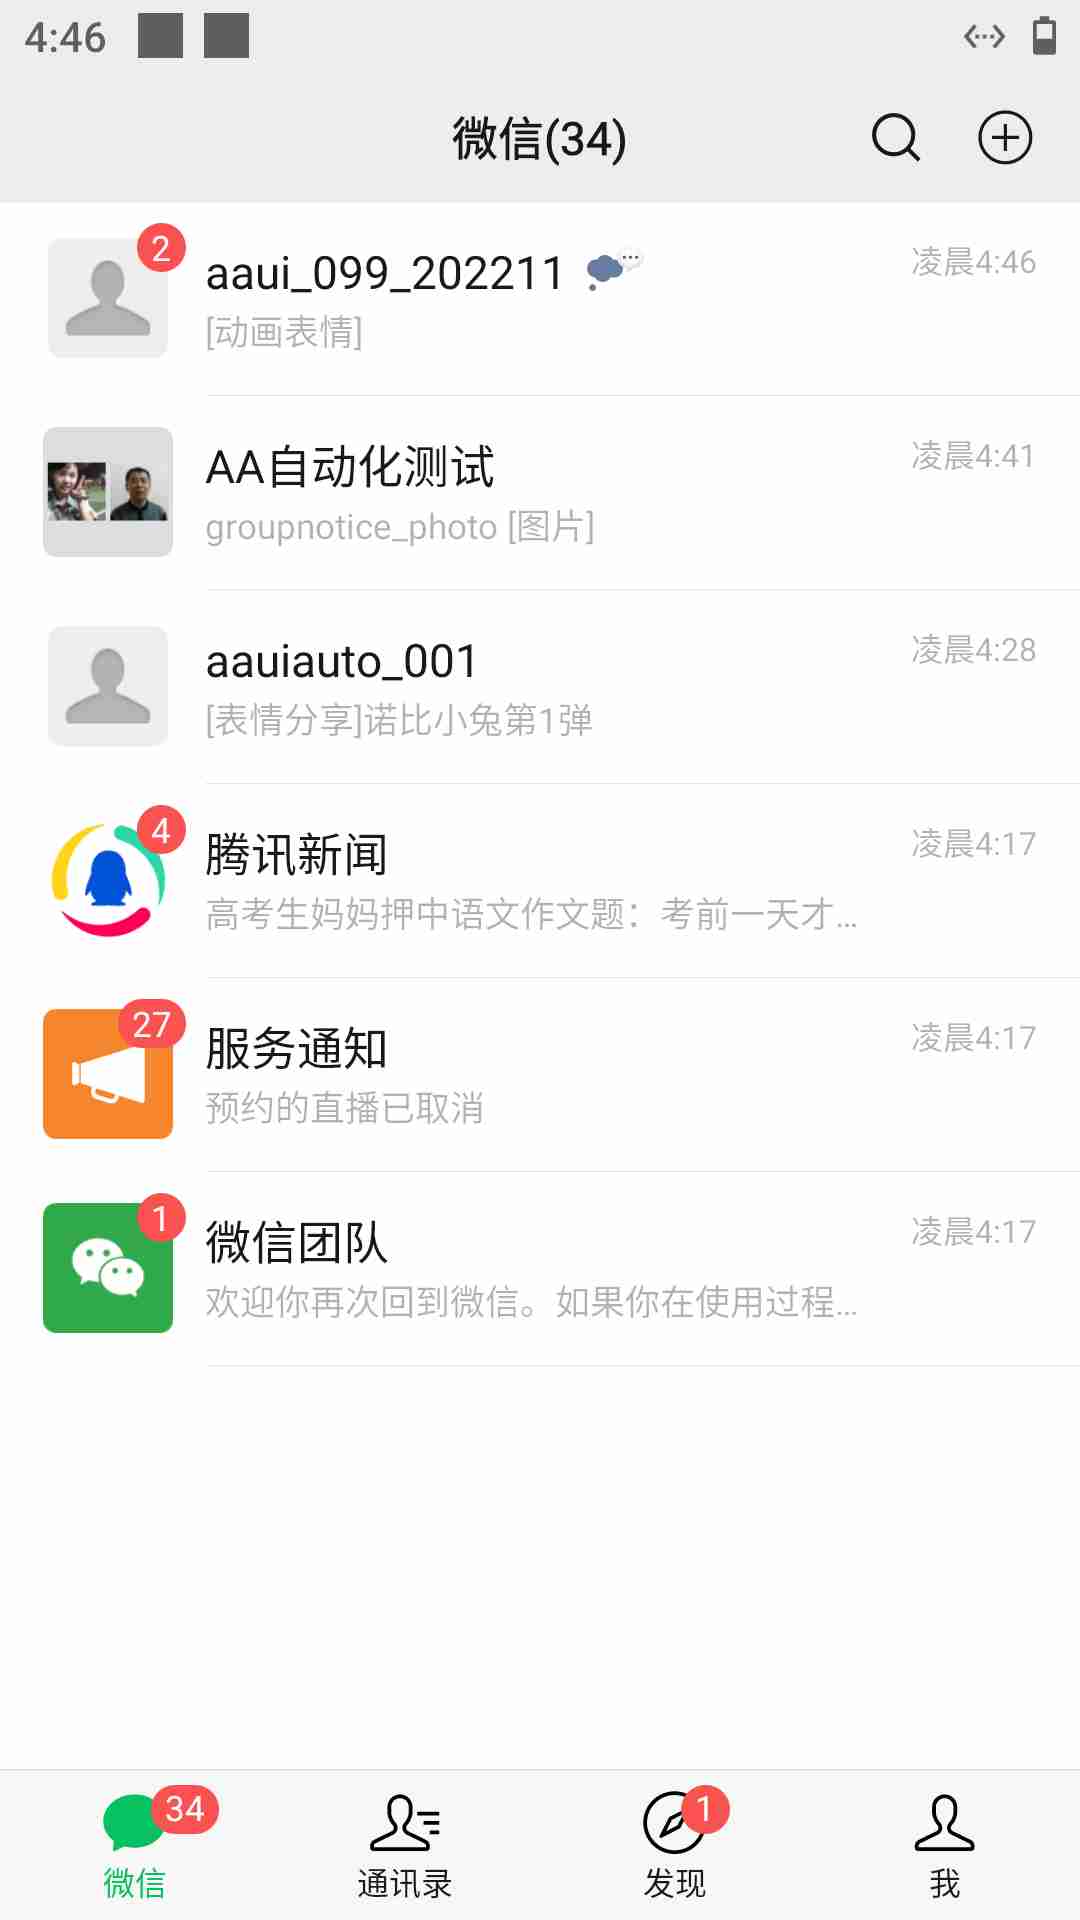 4:46
微信(34)
2
aaui_099_202211
凌晨4:46
[动画表情]
AA自动化测试
凌晨4:41
groupnotice_photo [图片]
aauiauto_001
凌晨4:28
[表情分享]诺比小兔第1弹
4
腾讯新闻
凌晨4:17
高考生妈妈押中语文作文题：考前一天才...
27
服务通知
凌晨4:17
预约的直播已取消
1
微信团队
凌晨4:17
欢迎你再次回到微信。如果你在使用过程...
34
1
微信
通讯录
发现
我